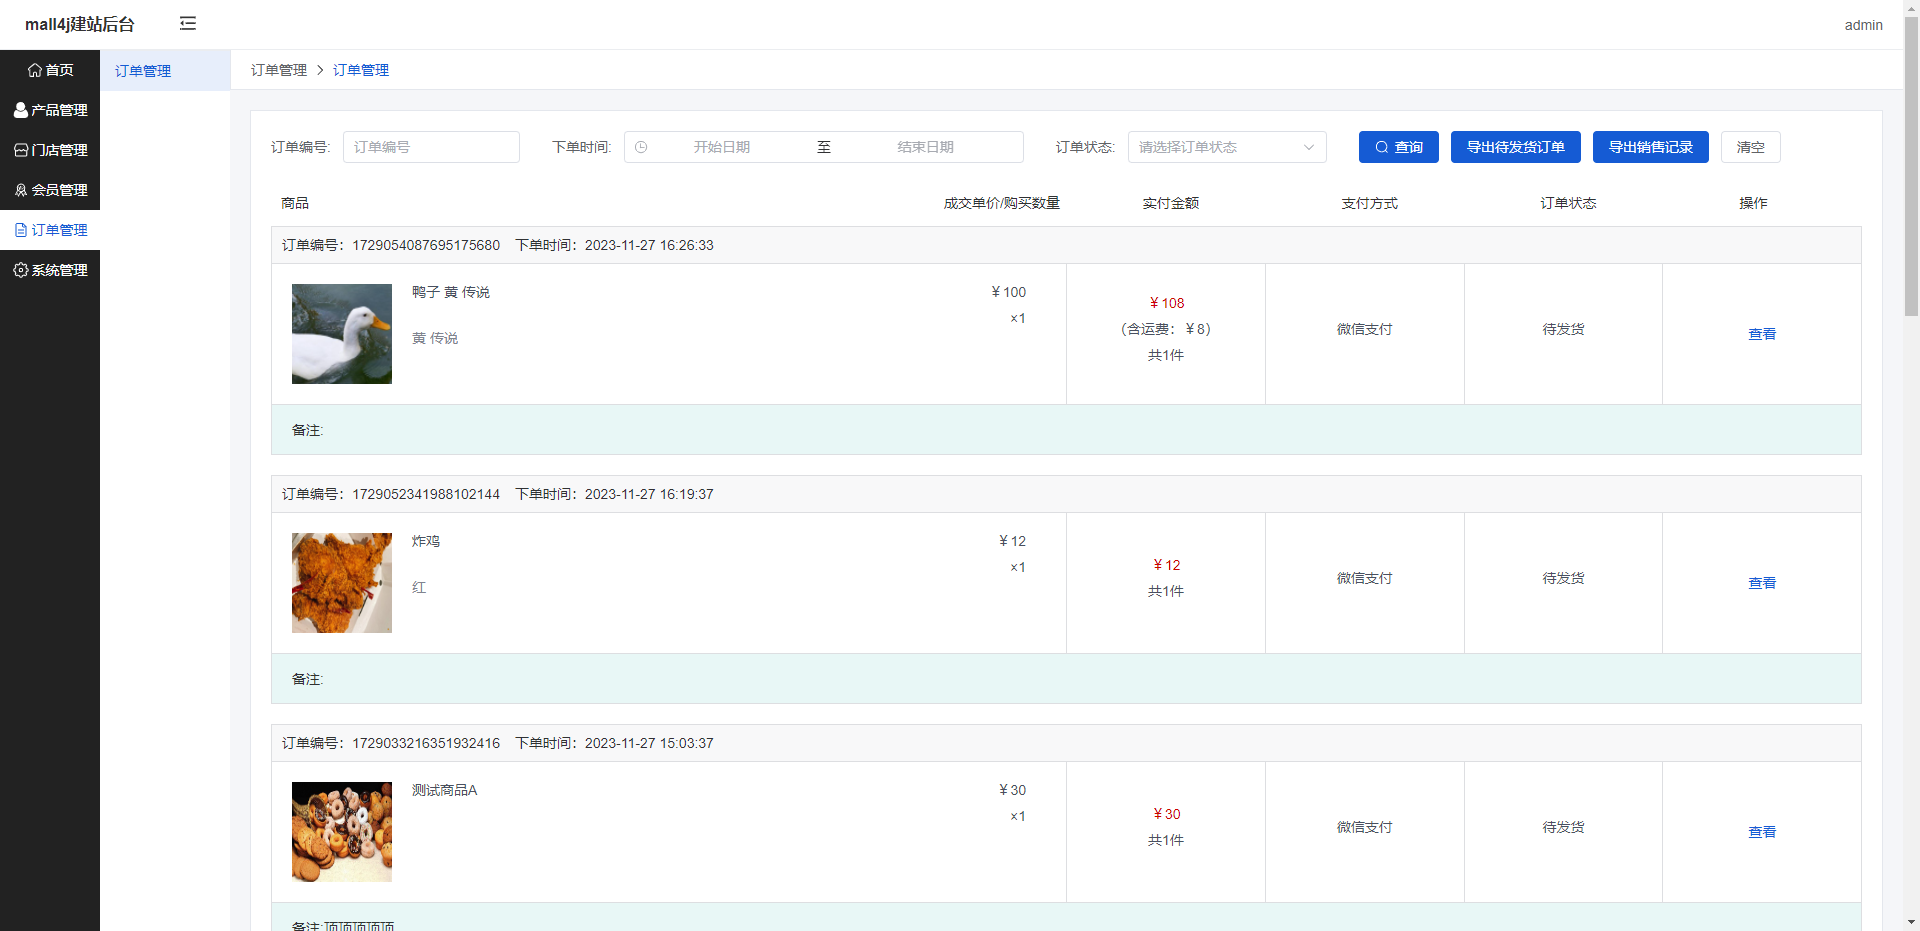 mall4j建站后台
admin
首页
产品管理
门店管理
会员管理
订单管理
系统管理
订单管理
订单管理 > 订单管理
订单编号: 订单编号 下单时间: 开始日期 至 结束日期 订单状态: 请选择订单状态 查询 导出待发货订单 导出销售记录 清空
商品 成交单价/购买数量 实付金额 支付方式 订单状态 操作
订单编号：1729054087695175680 下单时间：2023-11-27 16:26:33
鸭子 黄 传说 ￥100
×1
黄 传说
￥108
（含运费：￥8）
共1件
微信支付 待发货 查看
备注:
订单编号：1729052341988102144 下单时间：2023-11-27 16:19:37
炸鸡 ￥12
×1
红
￥12
共1件
微信支付 待发货 查看
备注:
订单编号：1729033216351932416 下单时间：2023-11-27 15:03:37
测试商品A ￥30
×1
￥30
共1件
微信支付 待发货 查看
备注: